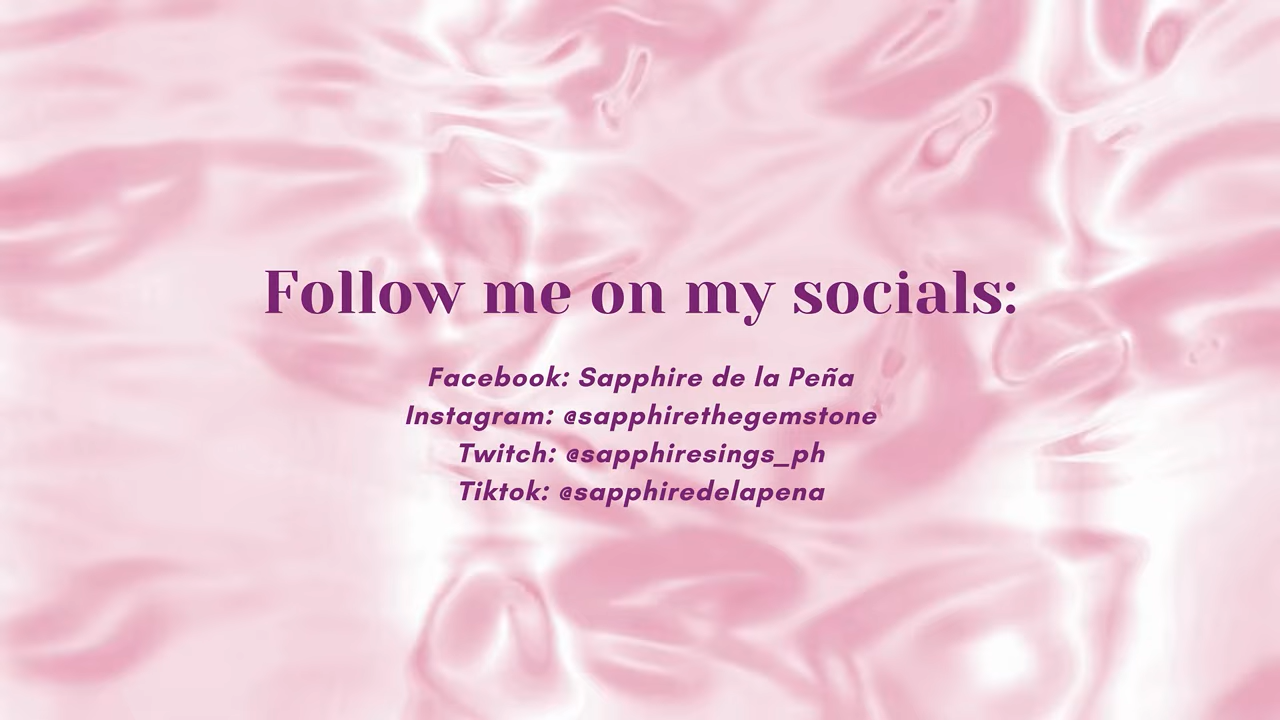 Follow me on my socials:
Facebook: Sapphire de la Peña
Instagram: @sapphirethegemstone
Twitch: @sapphiresings_ph
Tiktok: @sapphiredelapena